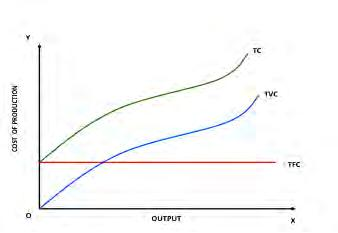 Y
TC
TVC
COST OF PRODUCTION
TFC
O
OUTPUT
X